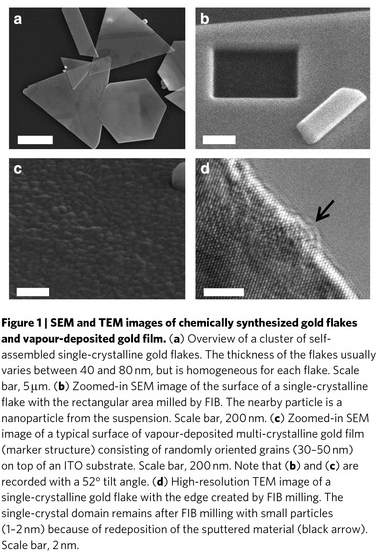 a
b
c
d
Figure 1 | SEM and TEM images of chemically synthesized gold flakes
and vapour-deposited gold film. (a) Overview of a cluster of self-
assembled single-crystalline gold flakes. The thickness of the flakes usually
varies between 40 and 80 nm, but is homogeneous for each flake. Scale
bar, 5 μm. (b) Zoomed-in SEM image of the surface of a single-crystalline
flake with the rectangular area milled by FIB. The nearby particle is a
nanoparticle from the suspension. Scale bar, 200 nm. (c) Zoomed-in SEM
image of a typical surface of vapour-deposited multi-crystalline gold film
(marker structure) consisting of randomly oriented grains (30–50 nm)
on top of an ITO substrate. Scale bar, 200 nm. Note that (b) and (c) are
recorded with a 52° tilt angle. (d) High-resolution TEM image of a
single-crystalline gold flake with the edge created by FIB milling. The
single-crystal domain remains after FIB milling with small particles
(1–2 nm) because of redeposition of the sputtered material (black arrow).
Scale bar, 2 nm.